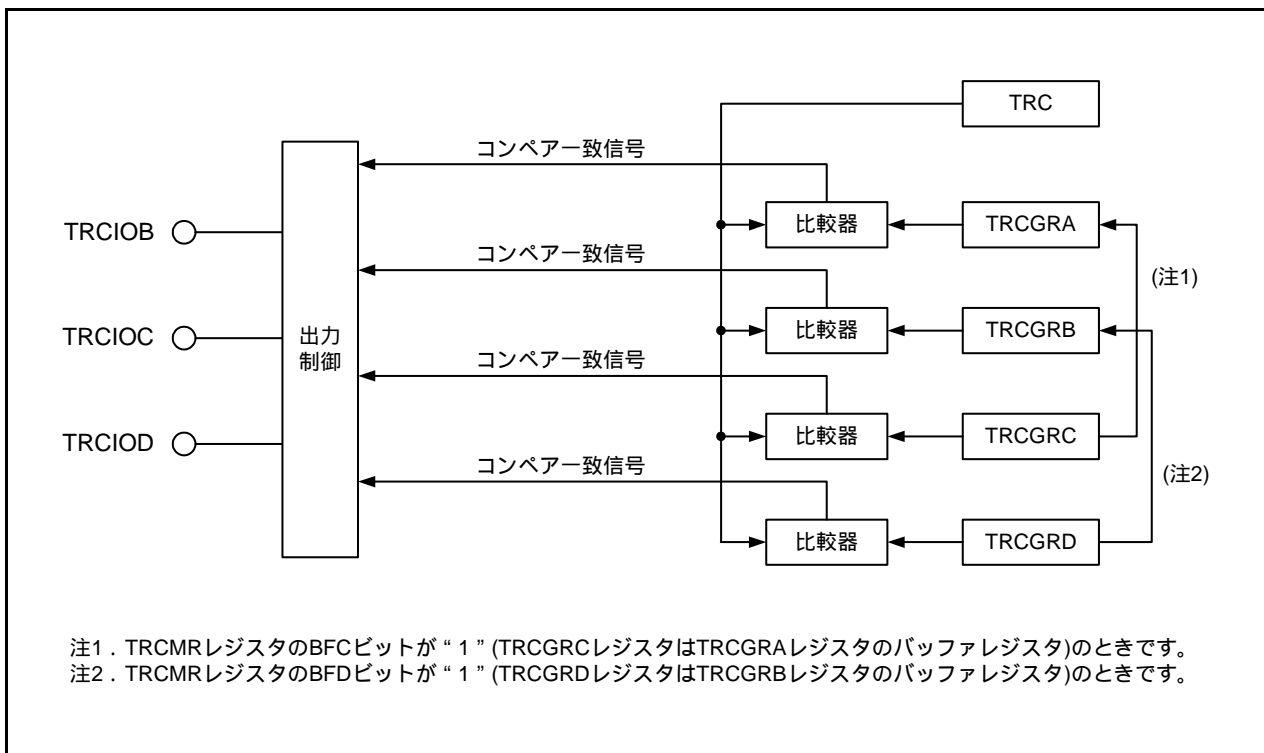 TRC
コンペア一致信号
比較器
TRCGRA
TRCIOB
コンペア一致信号
(注1)
比較器
TRCGRB
TRCIOC
出力
制御
コンペア一致信号
比較器
TRCGRC
TRCIOD
コンペア一致信号
(注2)
比較器
TRCGRD
注1．TRCMRレジスタのBFCビットが“1”(TRCGRCレジスタはTRCGRAレジスタのバッファレジスタ)のときです。
注2．TRCMRレジスタのBFDビットが“1”(TRCGRDレジスタはTRCGRBレジスタのバッファレジスタ)のときです。